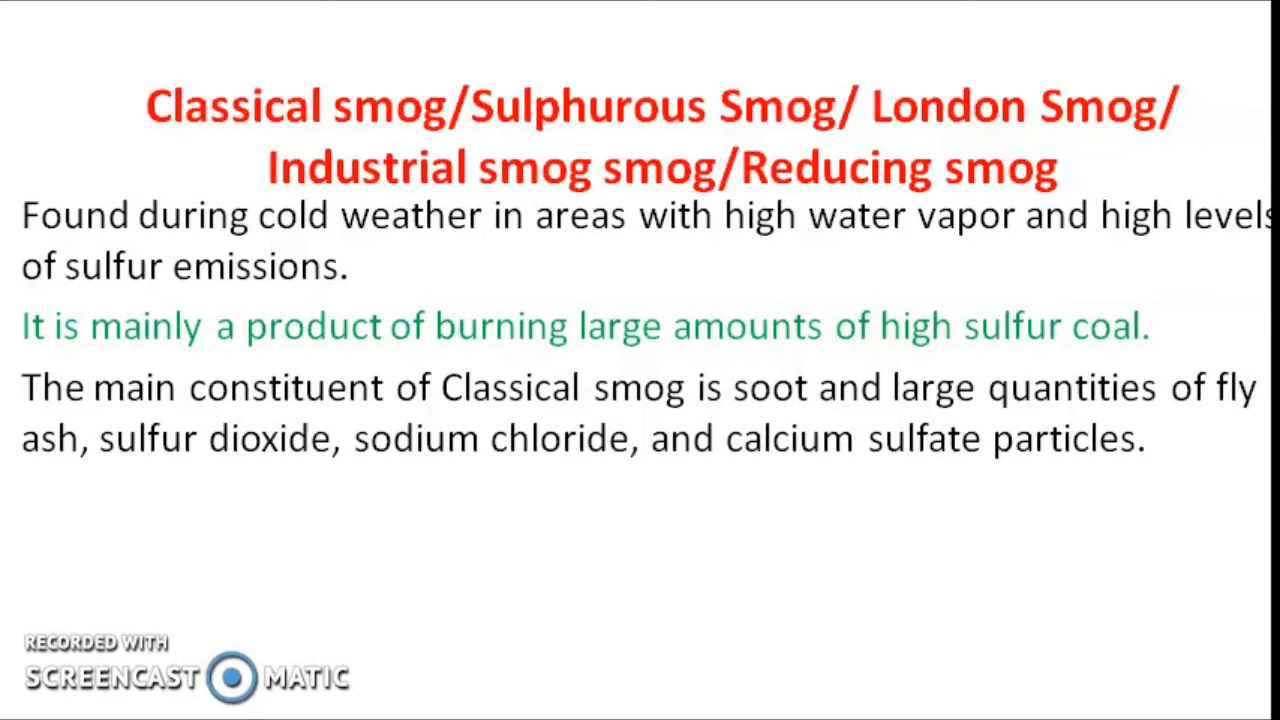 Classical smog/Sulphurous Smog/ London Smog/
Industrial smog smog/Reducing smog
Found during cold weather in areas with high water vapor and high levels
of sulfur emissions.
It is mainly a product of burning large amounts of high sulfur coal.
The main constituent of Classical smog is soot and large quantities of fly
ash, sulfur dioxide, sodium chloride, and calcium sulfate particles.
RECORDED WITH
SCREENCAST MATIC